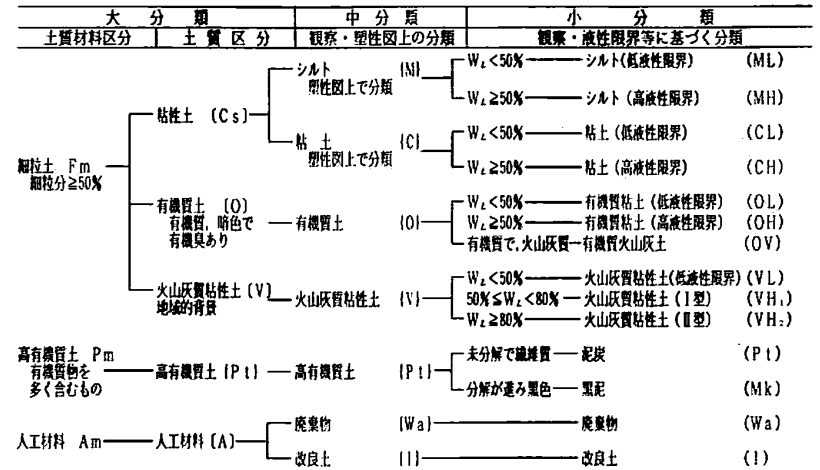 大 分 類 中 分 類 小 分 類
土質材料区分 土 質 区 分 観察・塑性図上の分類 観察・液性限界等に基づく分類
シルト {M} W_L<50% シルト(低液性限界) (ML)
塑性図上で分類
粘性土 〔Cs〕 W_L≧50% シルト (高液性限界) (MH)
粘 土 {C} W_L<50% 粘土 (低液性限界) (CL)
塑性図上で分類
細粒土 Fm W_L≧50% 粘土 (高液性限界) (CH)
細粒分≧50%
有機質土 〔O〕 W_L<50% 有機質粘土 (低液性限界) (OL)
有機質, 暗色で 有機質土 {O} W_L≧50% 有機質粘土 (高液性限界) (OH)
有機臭あり 有機質で,火山灰質 有機質火山灰土 (OV)
W_L<50% 火山灰質粘性土(低液性限界) (VL)
火山灰質粘性土 〔V〕 火山灰質粘性土 {V} 50%≦W_L<80% 火山灰質粘性土 (Ⅰ型) (VH₁)
地域的背景
W_L≧80% 火山灰質粘性土 (Ⅱ型) (VH₂)
高有機質土 Pm 未分解で繊維質 泥炭 (Pt)
有機質物を 高有機質土 {Pt} 高有機質土 {Pt}
多く含むもの 分解が進み黒色 黒泥 (Mk)
廃棄物 {Wa} 廃棄物 (Wa)
人工材料 Am 人工材料 〔A〕
改良土 {I} 改良土 (I)